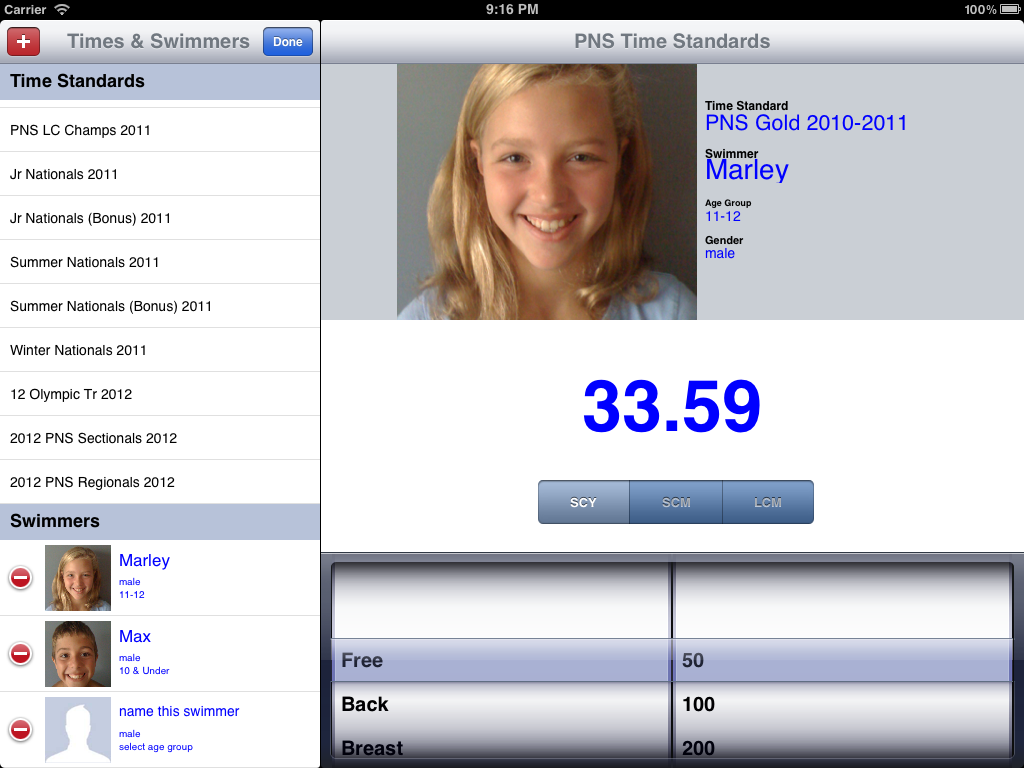 Carrier 9:16 PM 100%
+ Times & Swimmers Done
PNS Time Standards
Time Standards
PNS LC Champs 2011
Jr Nationals 2011
Jr Nationals (Bonus) 2011
Summer Nationals 2011
Summer Nationals (Bonus) 2011
Winter Nationals 2011
12 Olympic Tr 2012
2012 PNS Sectionals 2012
2012 PNS Regionals 2012
Swimmers
Marley
male
11-12
Max
male
10 & Under
name this swimmer
male
select age group
Time Standard
PNS Gold 2010-2011
Swimmer
Marley
Age Group
11-12
Gender
male
33.59
SCY SCM LCM
Free 50
Back 100
Breast 200